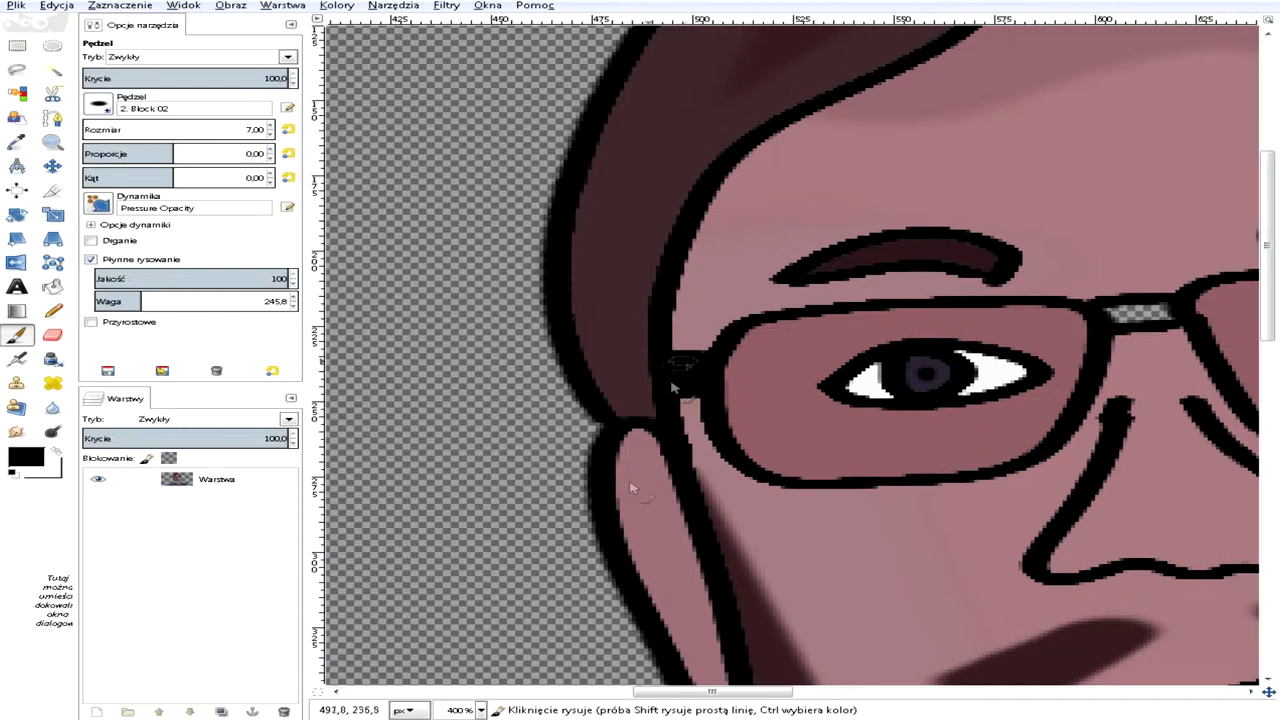 Plik Edycja Zaznaczenie Widok Obraz Warstwa Kolory Narzędzia Filtry Okna Pomoc
Opcje narzędzia
Pędzel
Tryb: Zwykły
Krycie 100,0
Pędzel
2. Block 02
Rozmiar 7,00
Proporcje 0,00
Kąt 0,00
Dynamika
Pressure Opacity
Opcje dynamiki
Drganie
Płynne rysowanie
Jakość 100
Waga 245,8
Przyrostowe
Warstwy
Tryb: Zwykły
Krycie 100,0
Blokowanie:
Warstwa
Tutaj
można
umieścić
dokowalne
okna
dialogowe
425 450 475 500 525 550 575 600 625
491,8, 236,8 px 400% Kliknięcie rysuje (próba Shift rysuje prostą linię, Ctrl wybiera kolor)